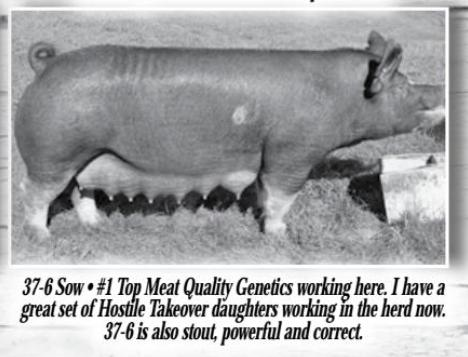 37-6 Sow • #1 Top Meat Quality Genetics working here. I have a
great set of Hostile Takeover daughters working in the herd now.
37-6 is also stout, powerful and correct.